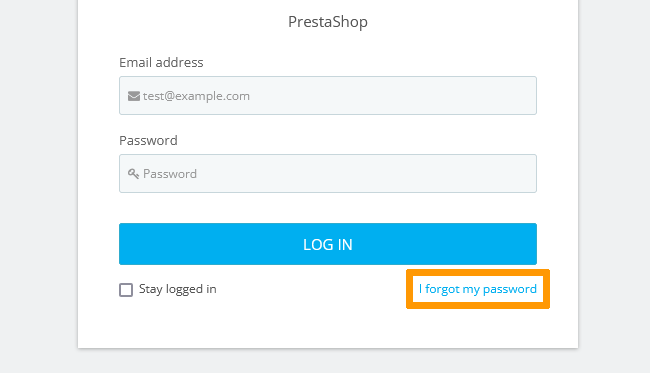 PrestaShop
Email address
test@example.com
Password
Password
LOG IN
Stay logged in
I forgot my password